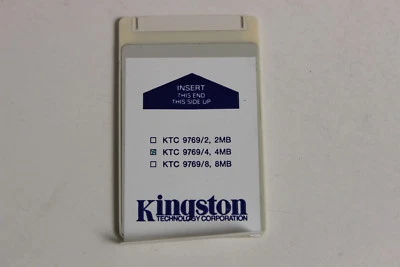 INSERT
THIS END
THIS SIDE UP
☐ KTC 9769/2, 2MB
☒ KTC 9769/4, 4MB
☐ KTC 9769/8, 8MB
Kingston
TECHNOLOGY CORPORATION